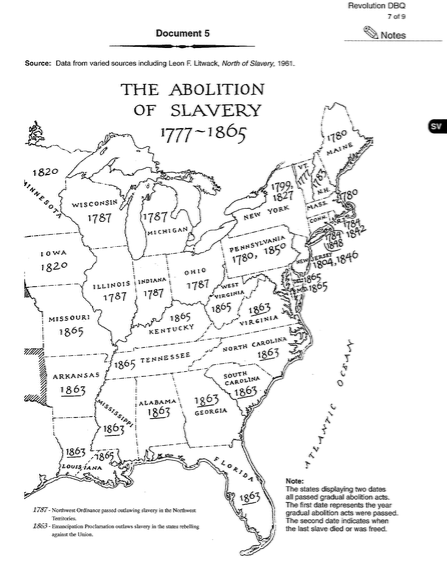 Revolution DBQ
7 of 9
Document 5
Notes
Source: Data from varied sources including Leon F. Litwack, North of Slavery, 1961.
SV
THE ABOLITION
OF SLAVERY
1777~1865
1780
MAINE
1820
MINNESOTA
WISCONSIN
1787
1787
MICHIGAN
VT.
1777
1783
N.H.
1799,
1827
NEW YORK
MASS.
1780
CONN.
1784
1784
1848
1842
IOWA
1820
PENNSYLVANIA
1780, 1850
NEW JERSEY
1804, 1846
ILLINOIS
1787
INDIANA
1787
OHIO
1787
WEST
VIRGINIA
1865
1863
VIRGINIA
1865
1865
MISSOURI
1865
1865
KENTUCKY
1865 TENNESSEE
NORTH CAROLINA
1863
ARKANSAS
1863
SOUTH
CAROLINA
1863
MISSISSIPPI
1863
ALABAMA
1863
1863
GEORGIA
ATLANTIC OCEAN
1863
1865
LOUISIANA
FLORIDA
1863
Note:
The states displaying two dates
all passed gradual abolition acts.
The first date represents the year
gradual abolition acts were passed.
The second date indicates when
the last slave died or was freed.
1787 - Northwest Ordinance passed outlawing slavery in the Northwest
Territories.
1863 - Emancipation Proclamation outlaws slavery in the states rebelling
against the Union.